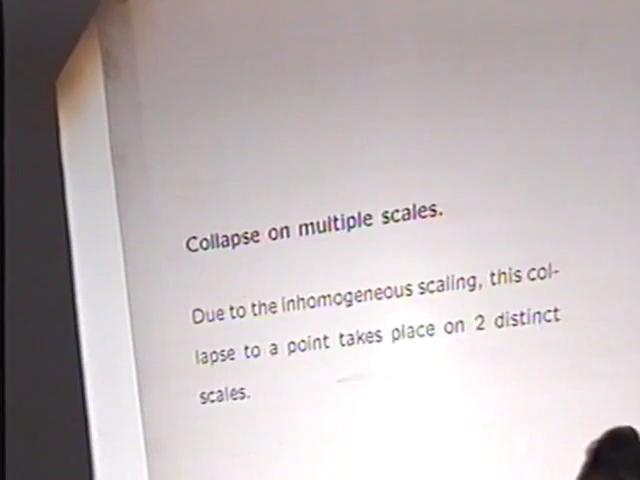 Collapse on multiple scales.
Due to the inhomogeneous scaling, this col-
lapse to a point takes place on 2 distinct
scales.